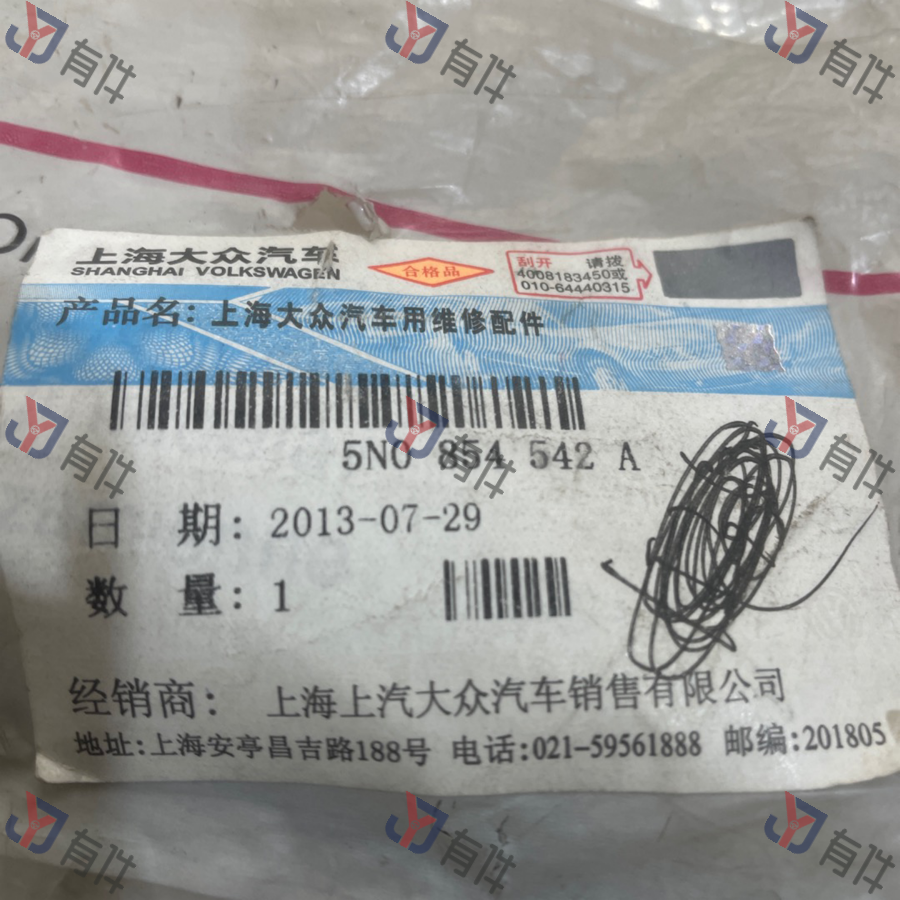 上海大众汽车
SHANGHAI VOLKSWAGEN
合格品
刮开 请拨
4008183450或
010-64440315
产品名: 上海大众汽车用维修配件
5N0 854 542 A
日 期: 2013-07-29
数 量: 1
经销商: 上海上汽大众汽车销售有限公司
地址:上海安亭昌吉路188号 电话:021-59561888 邮编:201805
有件
有件
有件
有件
有件
有件
有件
有件
有件